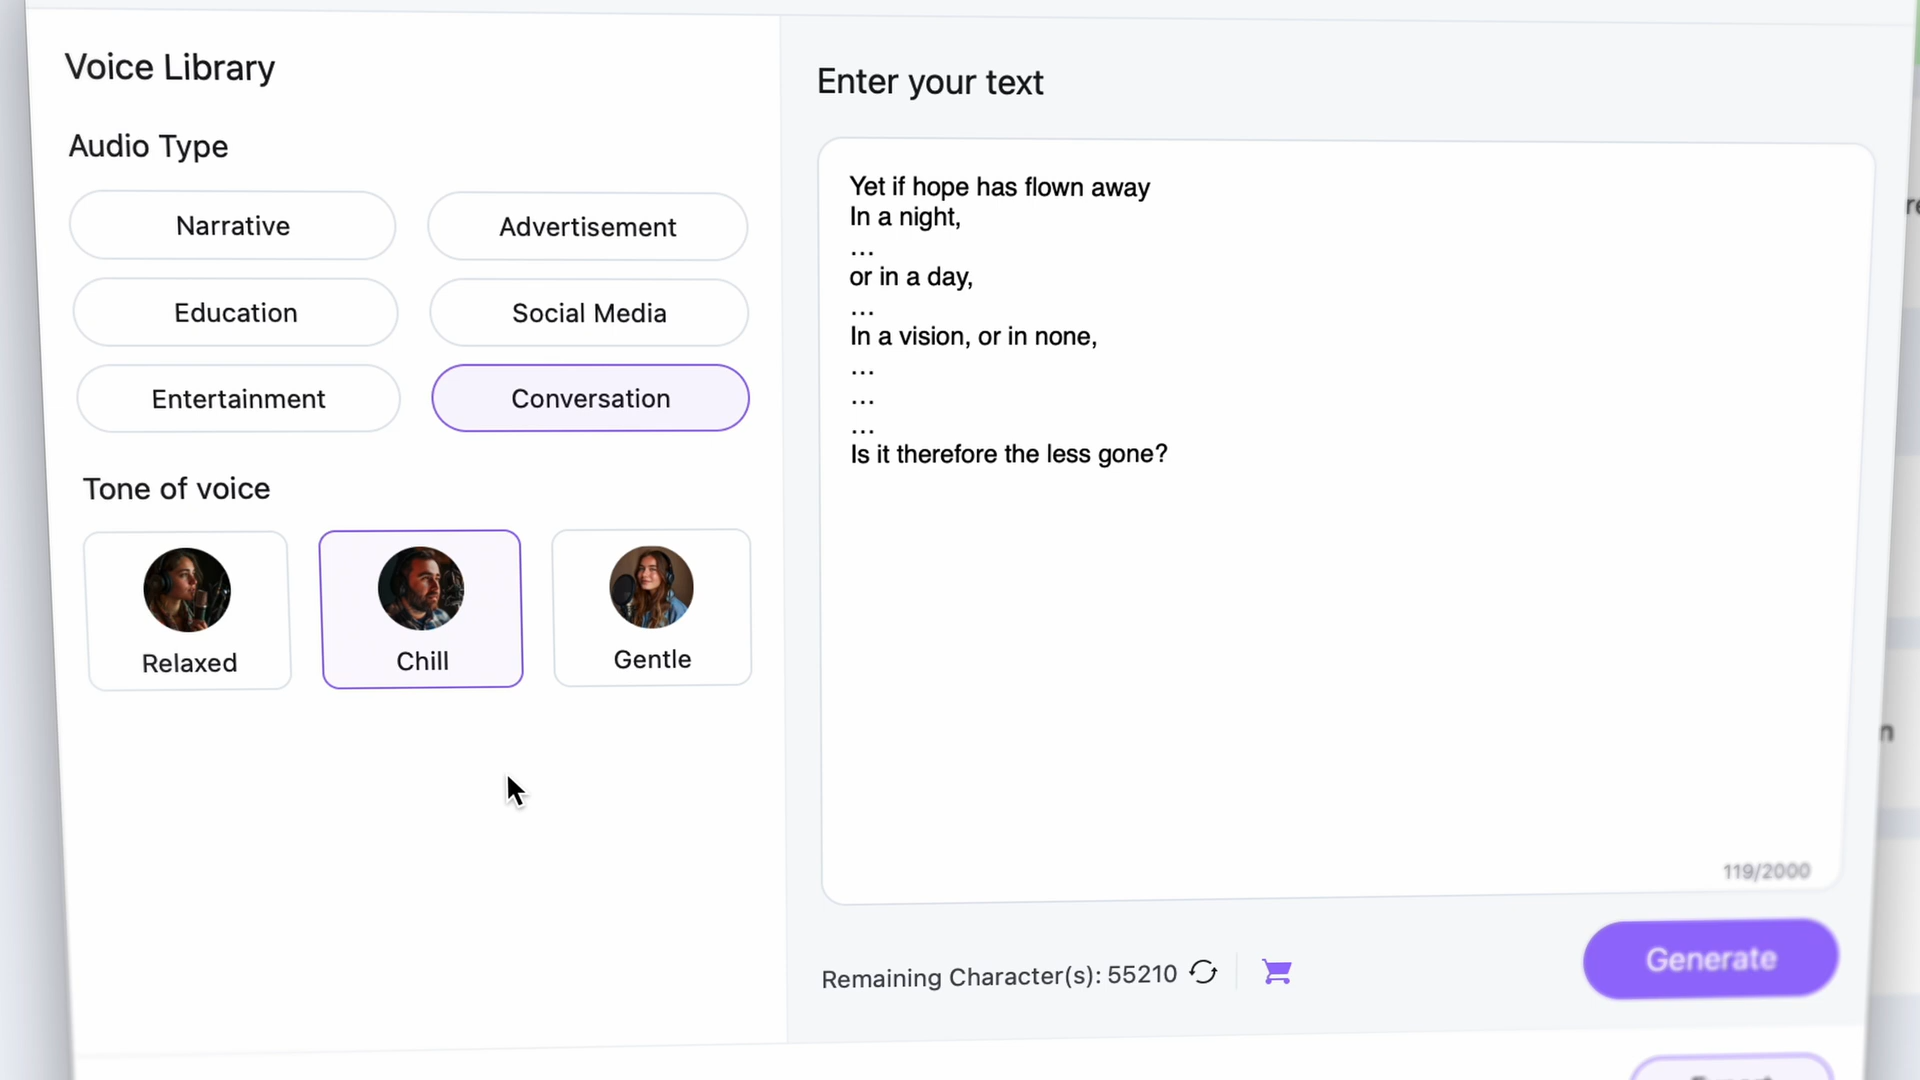 Voice Library
Audio Type
Narrative
Advertisement
Education
Social Media
Entertainment
Conversation
Tone of voice
Relaxed
Chill
Gentle
Enter your text
Yet if hope has flown away
In a night,
...
or in a day,
...
In a vision, or in none,
...
...
...
Is it therefore the less gone?
119/2000
Remaining Character(s): 55210
Generate